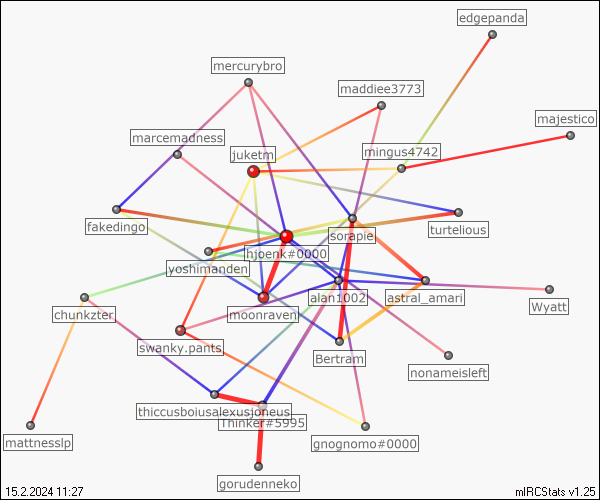 edgepanda
mercurybro
maddiee3773
majestico
marcemadness
juketm
mingus4742
fakedingo
sorapie
turtelious
hjoenk#0000
yoshimanden
alan1002
astral_amari
Wyatt
chunkzter
moonraven
swanky.pants
Bertram
nonameisleft
thiccusboiusalexusjoneus
Thinker#5995
mattnesslp
gnognomo#0000
gorudenneko
15.2.2024 11:27
mIRCStats v1.25